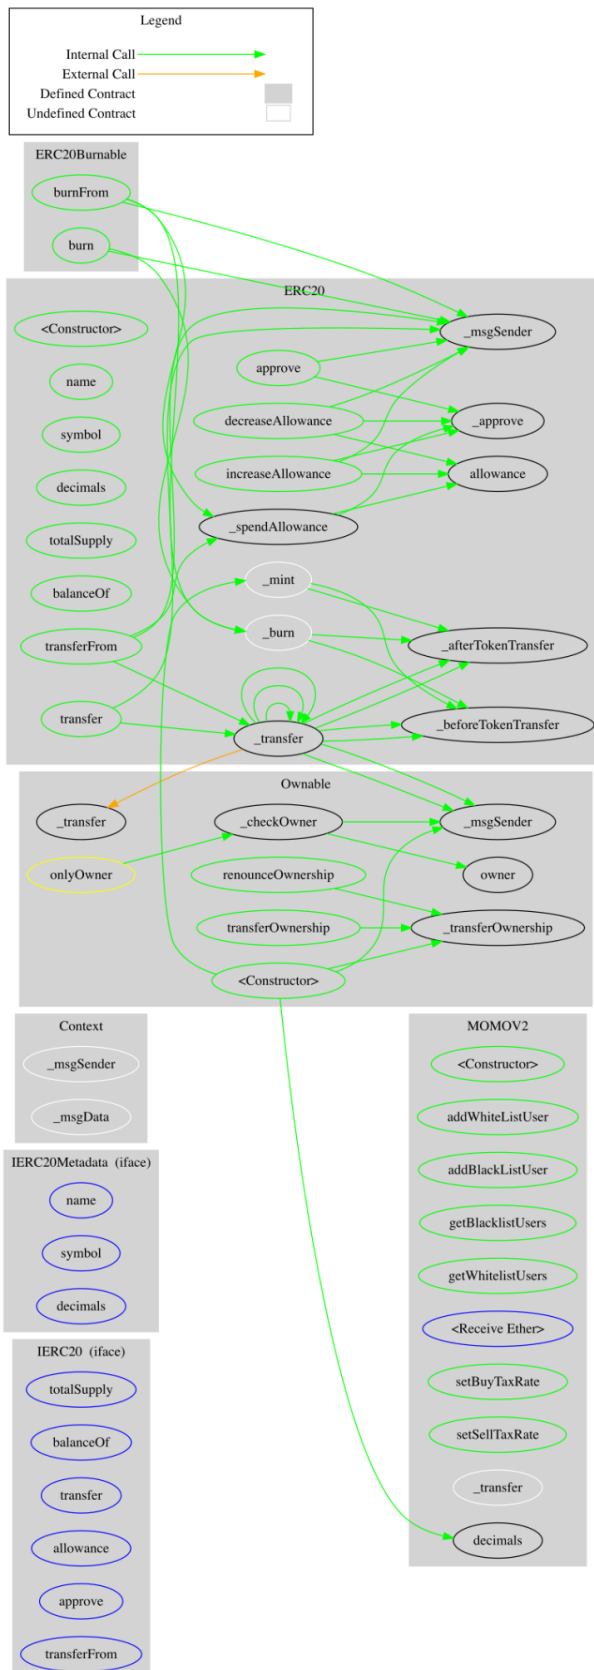 Legend
Internal Call
External Call
Defined Contract
Undefined Contract
ERC20Burnable
burnFrom
burn
ERC20
<Constructor>
name
symbol
decimals
totalSupply
balanceOf
transferFrom
transfer
approve
decreaseAllowance
increaseAllowance
_spendAllowance
_mint
_burn
_transfer
_msgSender
_approve
allowance
_afterTokenTransfer
_beforeTokenTransfer
Ownable
_transfer
onlyOwner
_checkOwner
renounceOwnership
transferOwnership
<Constructor>
_msgSender
owner
_transferOwnership
Context
_msgSender
_msgData
IERC20Metadata (iface)
name
symbol
decimals
IERC20 (iface)
totalSupply
balanceOf
transfer
allowance
approve
transferFrom
MOMOV2
<Constructor>
addWhiteListUser
addBlackListUser
getBlacklistUsers
getWhitelistUsers
<Receive Ether>
setBuyTaxRate
setSellTaxRate
_transfer
decimals